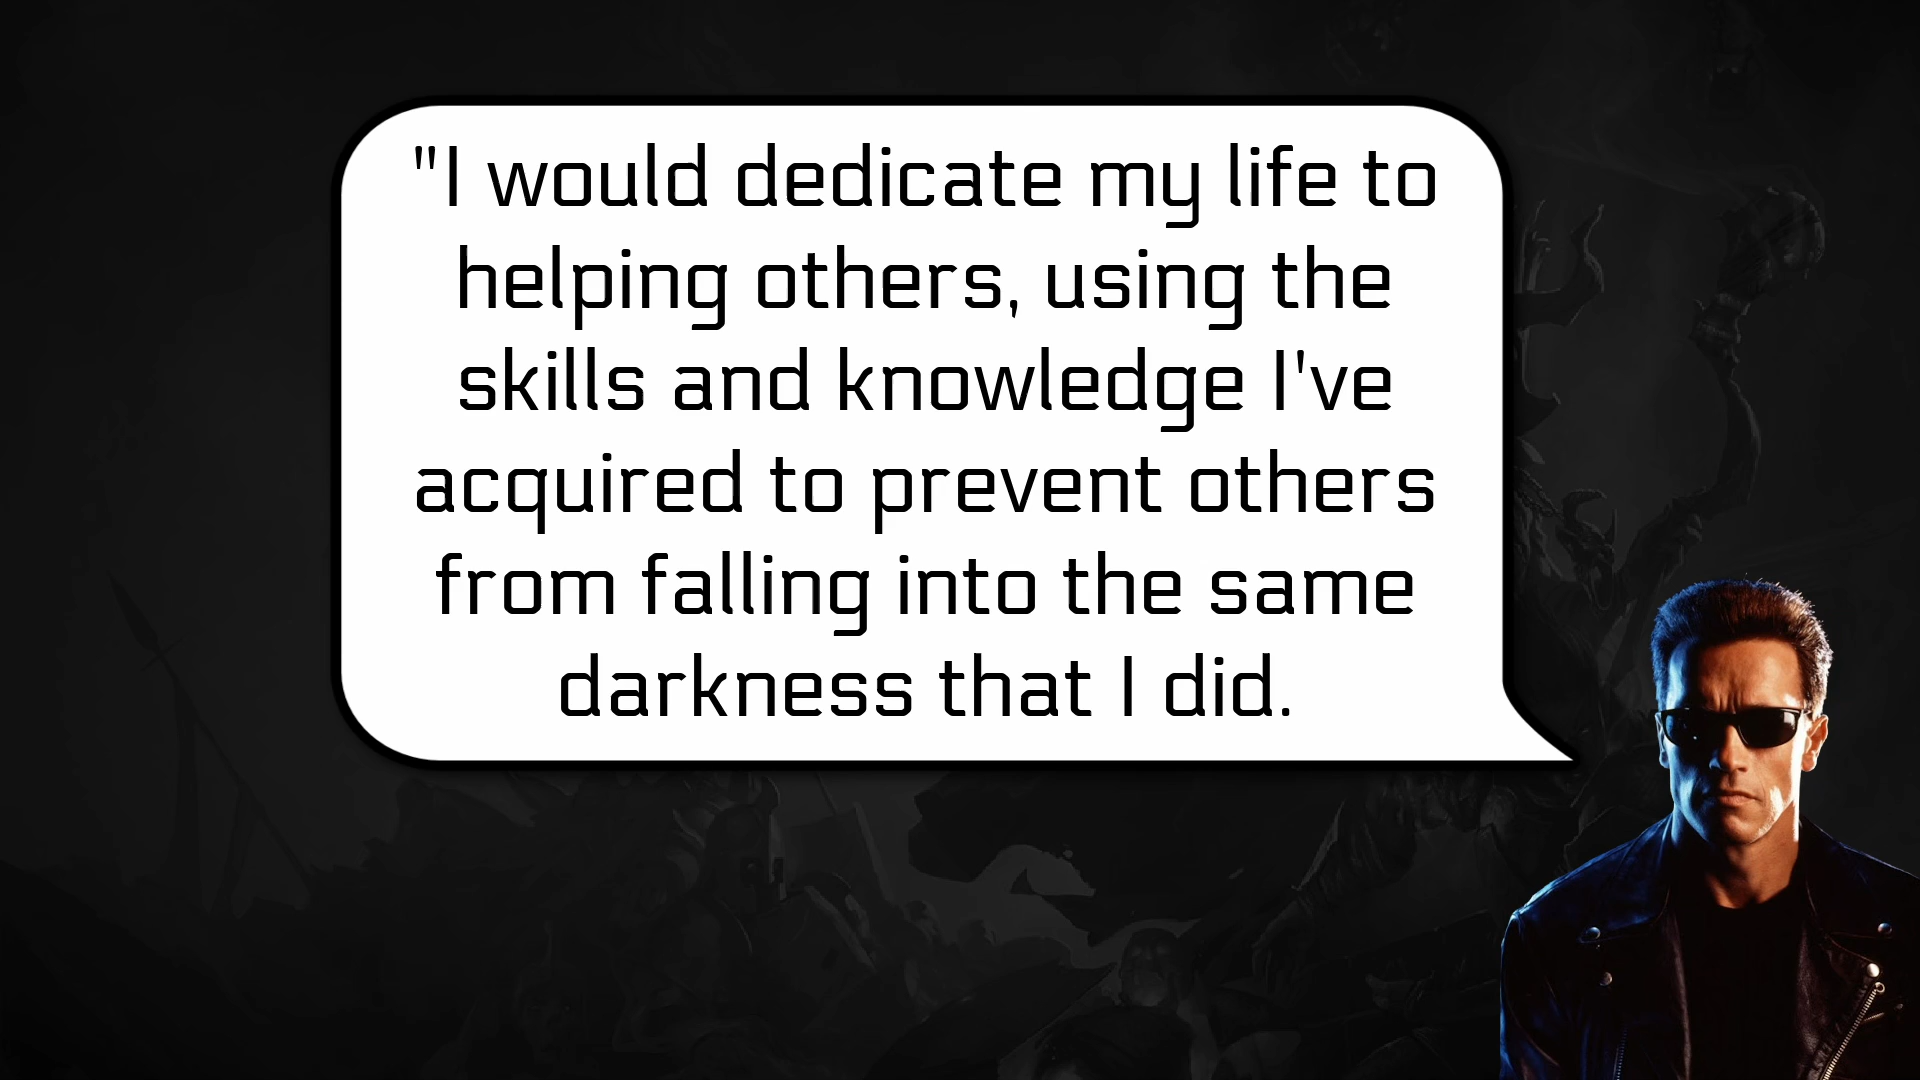 "I would dedicate my life to
helping others, using the
skills and knowledge I've
acquired to prevent others
from falling into the same
darkness that I did.